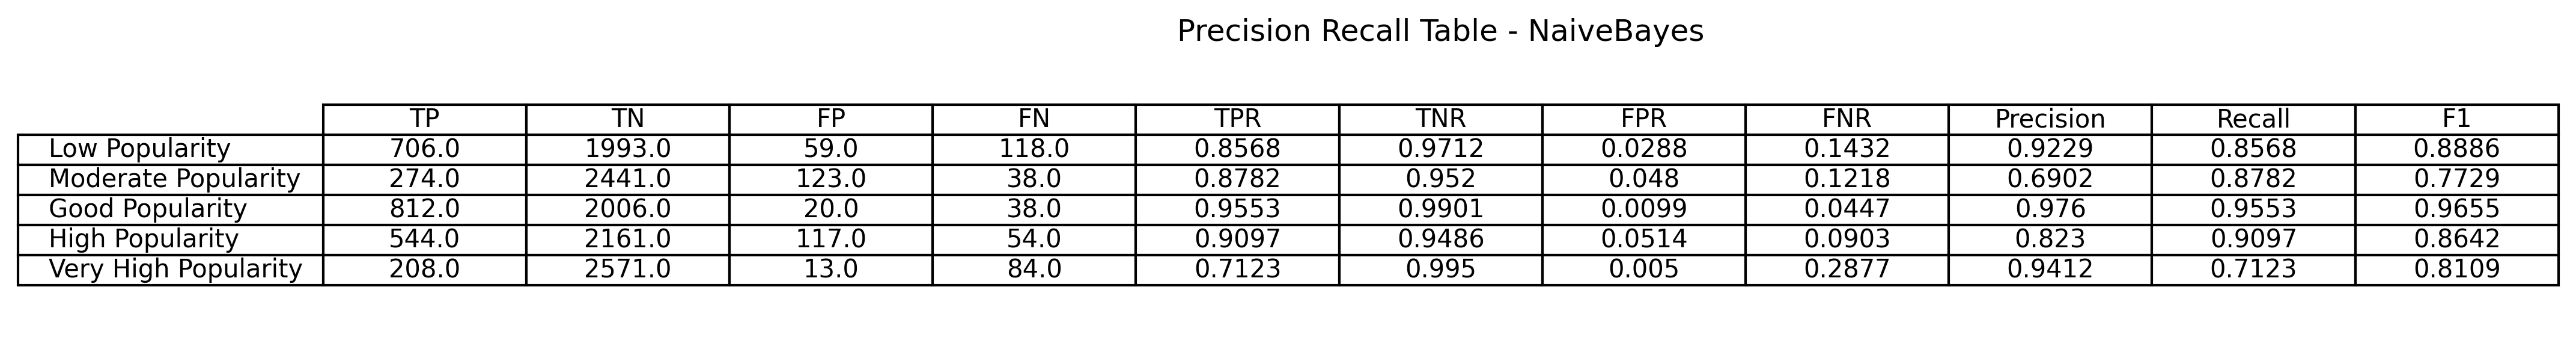 Precision Recall Table - NaiveBayes
TP TN FP FN TPR TNR FPR FNR Precision Recall F1
Low Popularity 706.0 1993.0 59.0 118.0 0.8568 0.9712 0.0288 0.1432 0.9229 0.8568 0.8886
Moderate Popularity 274.0 2441.0 123.0 38.0 0.8782 0.952 0.048 0.1218 0.6902 0.8782 0.7729
Good Popularity 812.0 2006.0 20.0 38.0 0.9553 0.9901 0.0099 0.0447 0.976 0.9553 0.9655
High Popularity 544.0 2161.0 117.0 54.0 0.9097 0.9486 0.0514 0.0903 0.823 0.9097 0.8642
Very High Popularity 208.0 2571.0 13.0 84.0 0.7123 0.995 0.005 0.2877 0.9412 0.7123 0.8109